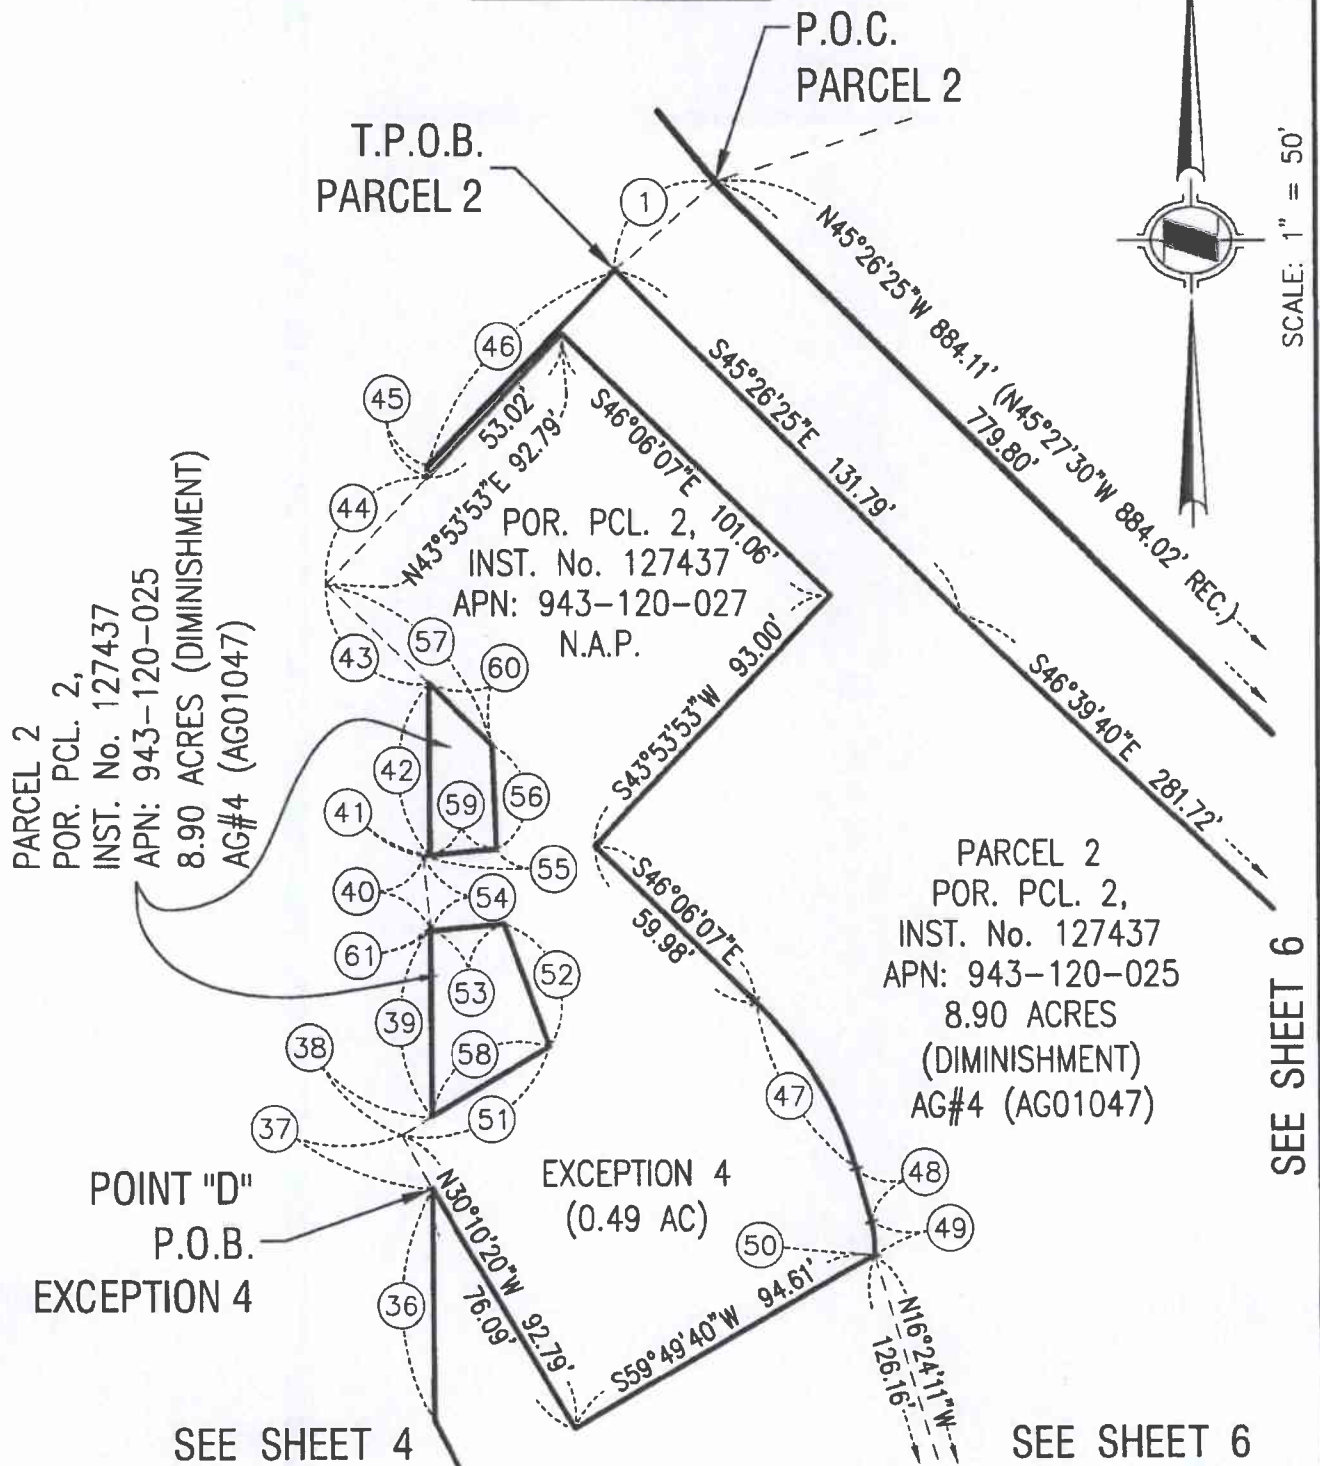 P.O.C.
PARCEL 2
T.P.O.B.
PARCEL 2
1
SCALE: 1" = 50'
N45°26'25"W 884.11' (N45°27'30"W 884.02' REC.)
779.80'
46
45
44
53.02'
N43°53'53"E 92.79'
S46°06'07"E 101.06'
S45°26'25"E 131.79'
POR. PCL. 2,
INST. No. 127437
APN: 943-120-027
N.A.P.
PARCEL 2
POR. PCL. 2,
INST. No. 127437
APN: 943-120-025
8.90 ACRES (DIMINISHMENT)
AG#4 (AG01047)
57
43
60
42
59
56
41
55
40
54
61
53
52
39
58
38
51
37
S43°53'53"W 93.00'
S46°39'40"E 281.72'
S46°06'07"E
59.98'
PARCEL 2
POR. PCL. 2,
INST. No. 127437
APN: 943-120-025
8.90 ACRES
(DIMINISHMENT)
AG#4 (AG01047)
SEE SHEET 6
47
48
49
50
EXCEPTION 4
(0.49 AC)
POINT "D"
P.O.B.
EXCEPTION 4
36
N30°10'20"W 92.79'
76.09'
S59°49'40"W 94.61'
N16°24'11"W
126.16'
SEE SHEET 4
SEE SHEET 6